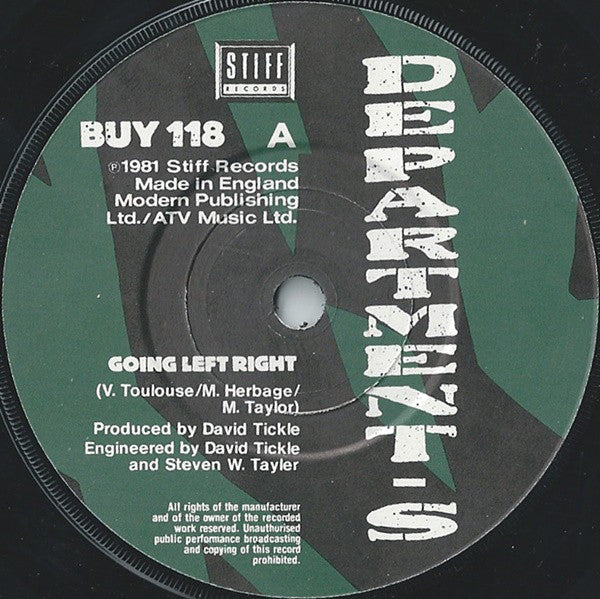 STIFF
RECORDS
BUY 118 A
℗1981 Stiff Records
Made in England
Modern Publishing
Ltd./ATV Music Ltd.
DEPARTMENT-S
GOING LEFT RIGHT
(V. Toulouse/M. Herbage/
M. Taylor)
Produced by David Tickle
Engineered by David Tickle
and Steven W. Tayler
All rights of the manufacturer
and of the owner of the recorded
work reserved. Unauthorised
public performance broadcasting
and copying of this record
prohibited.